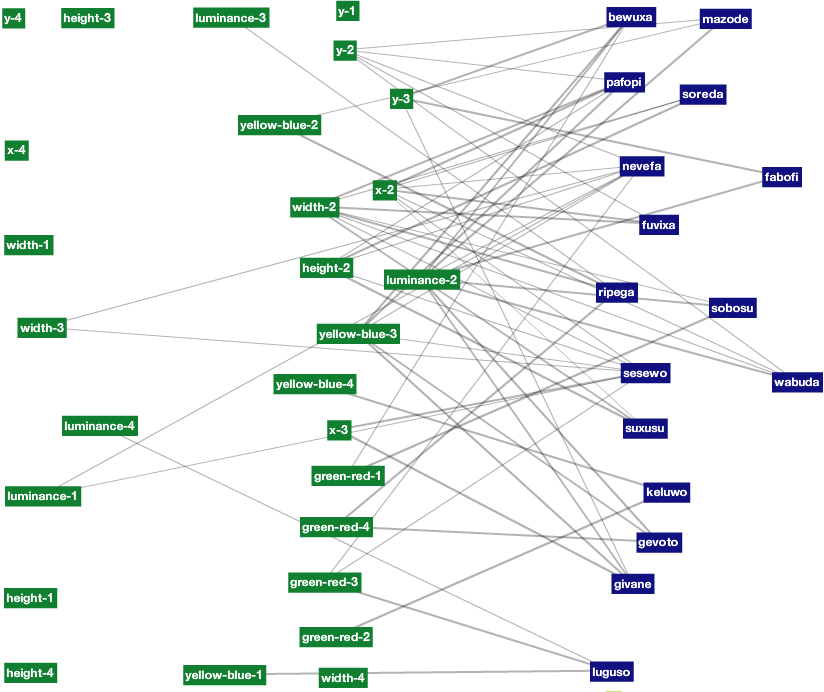 y-4
height-3
luminance-3
y-1
bewuxa
mazode
y-2
pafopi
soreda
y-3
yellow-blue-2
x-4
nevefa
fabofi
x-2
width-2
fuvixa
width-1
height-2
luminance-2
ripega
sobosu
width-3
yellow-blue-3
sesewo
wabuda
yellow-blue-4
luminance-4
x-3
suxusu
green-red-1
luminance-1
keluwo
green-red-4
gevoto
green-red-3
givane
height-1
green-red-2
height-4
yellow-blue-1
width-4
luguso